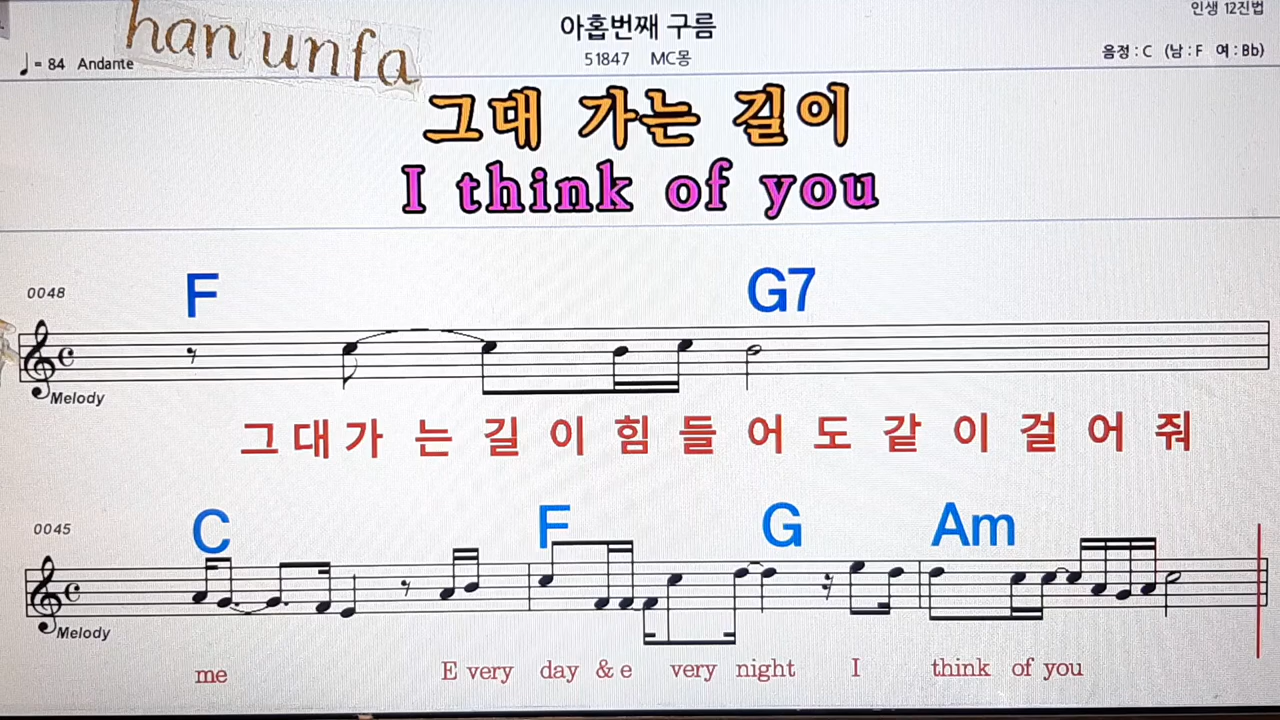 han unfa
아홉번째 구름
인생 12진법
♩= 84 Andante
51847 MC몽
음정 : C (남 : F 여 : Bb)
그대 가는 길이
I think of you
0048
F G7
Melody
그 대 가 는 길 이 힘 들 어 도 같 이 걸 어 줘
0045
C F G Am
Melody
me E very day & e very night I think of you